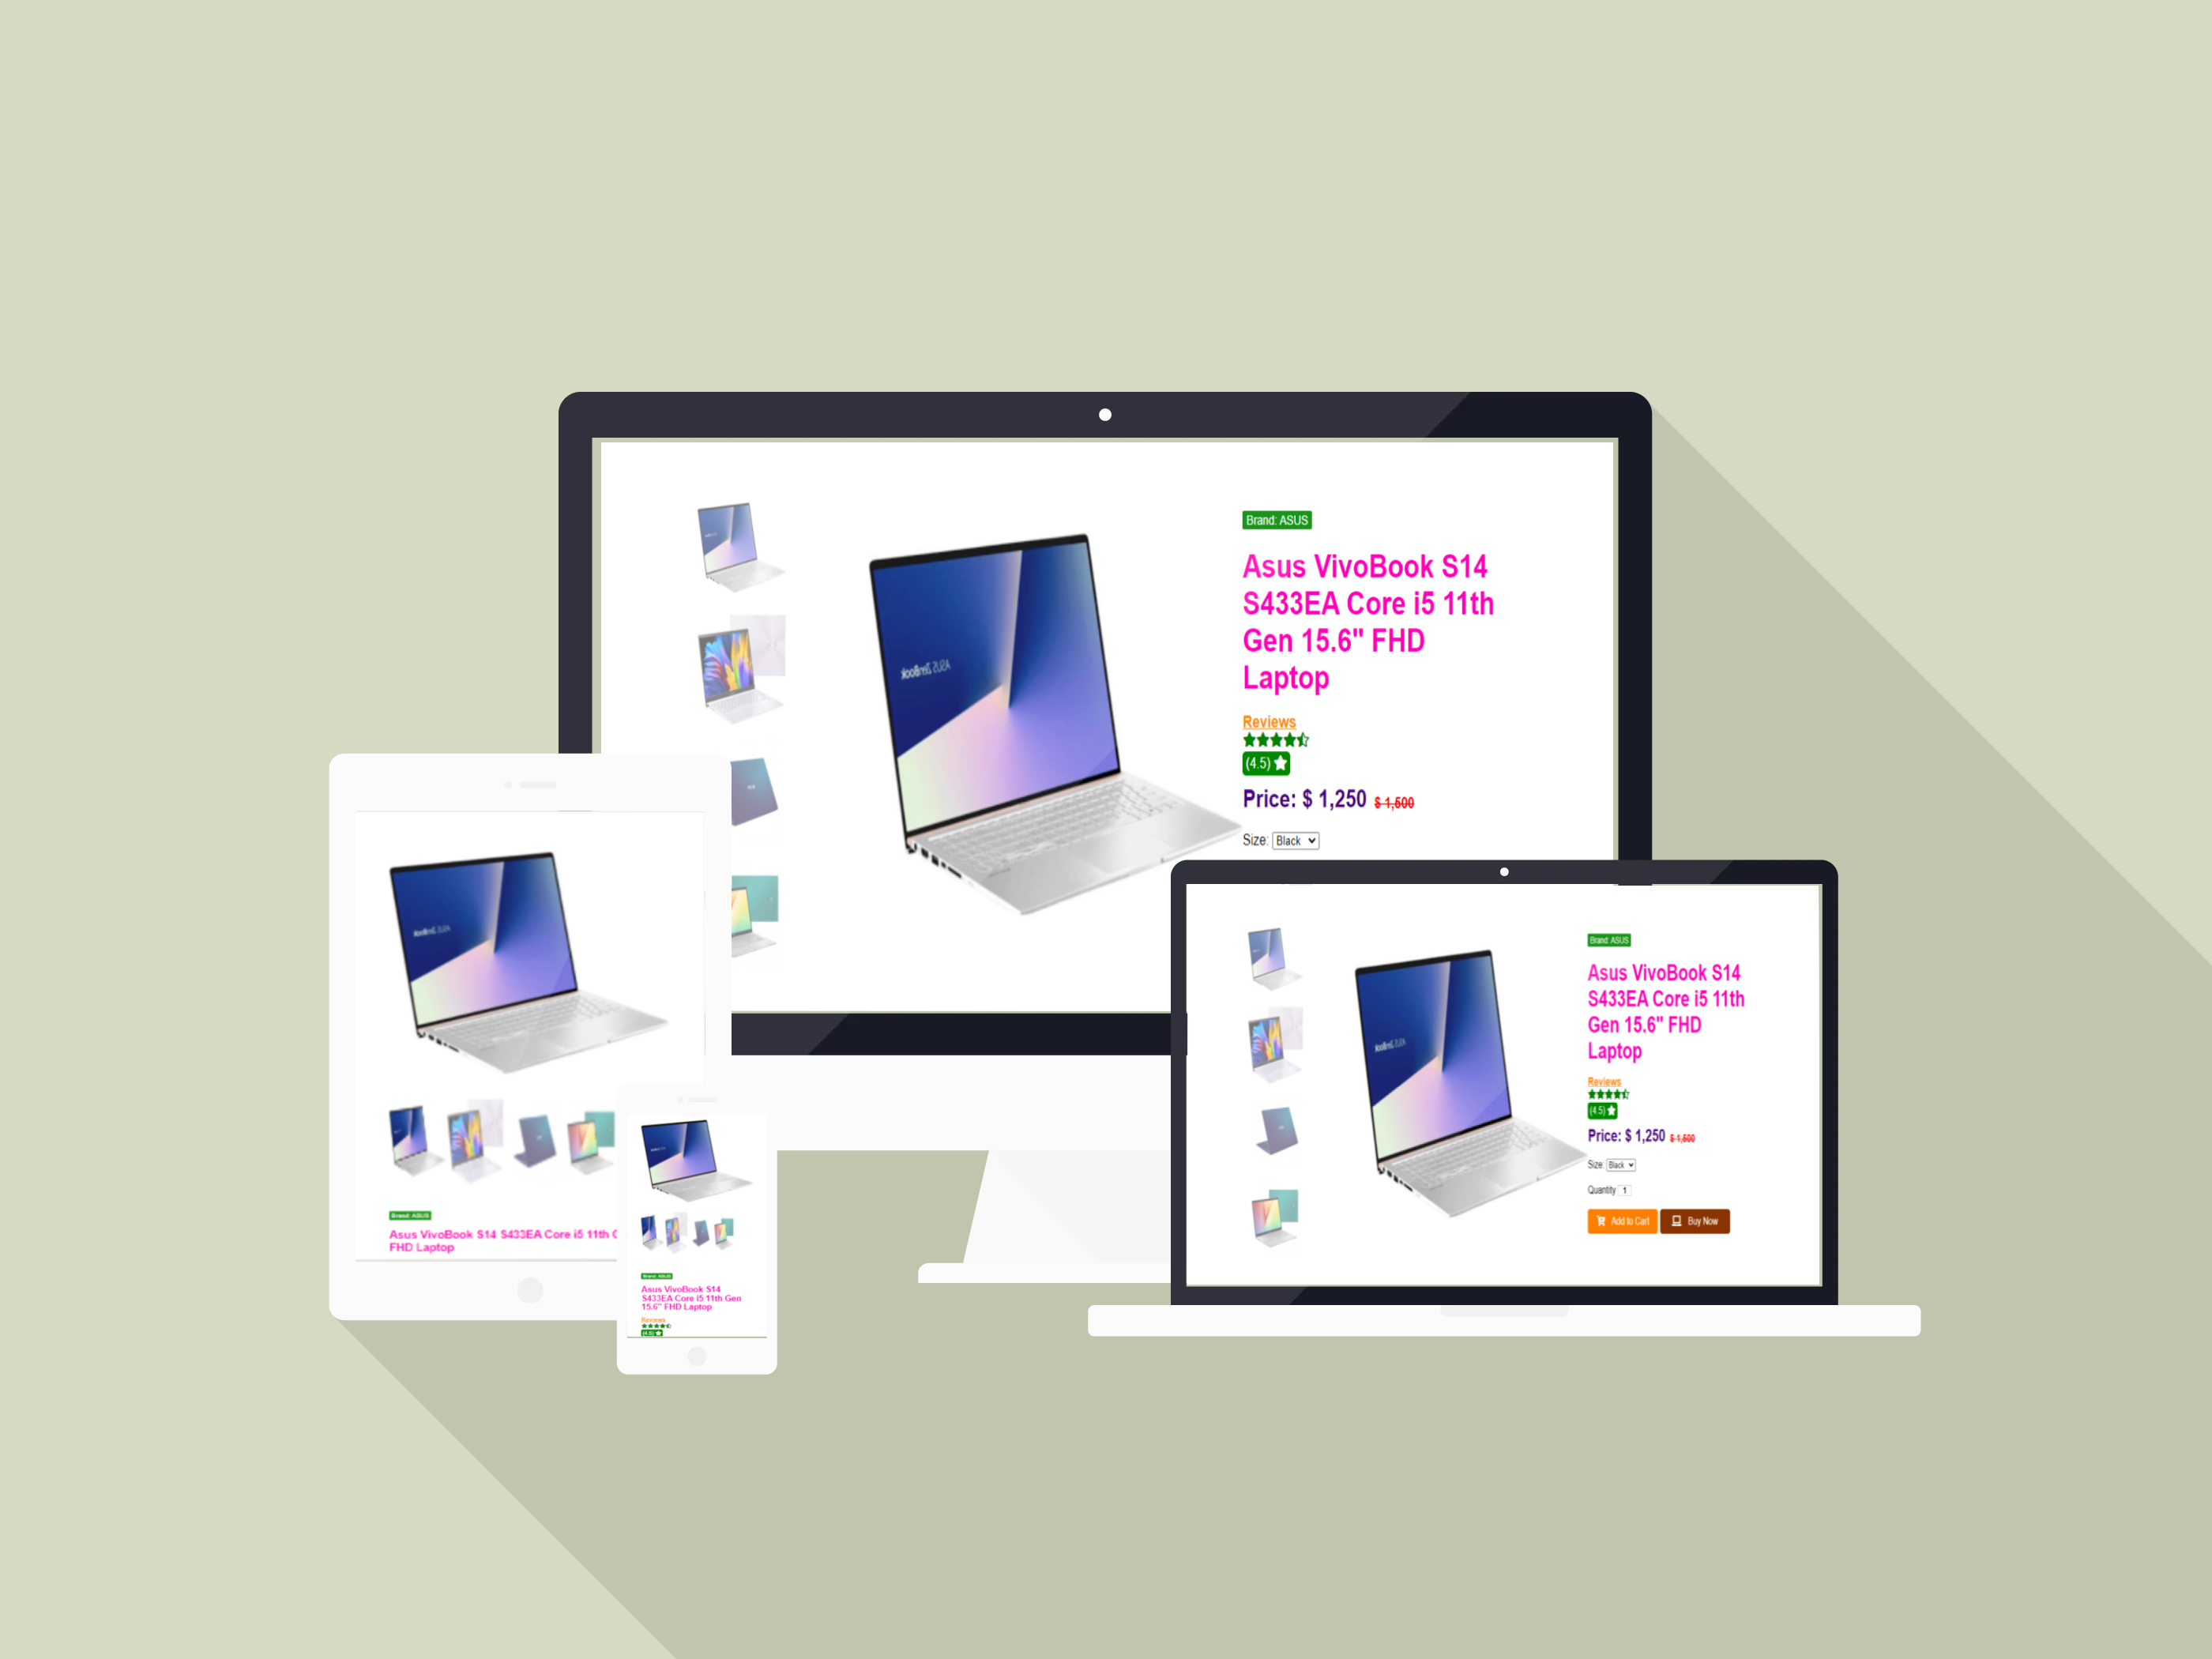 Brand: ASUS
Asus VivoBook S14
S433EA Core i5 11th
Gen 15.6" FHD
Laptop
Reviews
(4.5)
Price: $ 1,250 $ 1,500
Size: Black
ASUS ZenBook
Brand: ASUS
Asus VivoBook S14 S433EA Core i5 11th
FHD Laptop
Brand: ASUS
Asus VivoBook S14
S433EA Core i5 11th Gen
15.6" FHD Laptop
Reviews
(4.5)
Brand: ASUS
Asus VivoBook S14
S433EA Core i5 11th
Gen 15.6" FHD
Laptop
Reviews
(4.5)
Price: $ 1,250 $ 1,500
Size: Black
Quantity 1
Add to Cart Buy Now